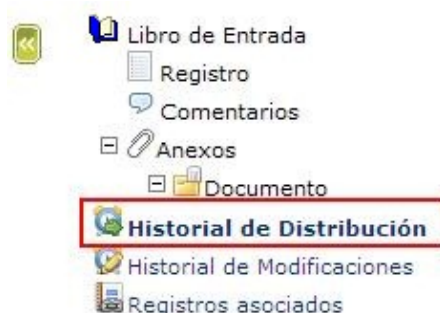 Libro de Entrada
Registro
Comentarios
Anexos
Documento
Historial de Distribución
Historial de Modificaciones
Registros asociados